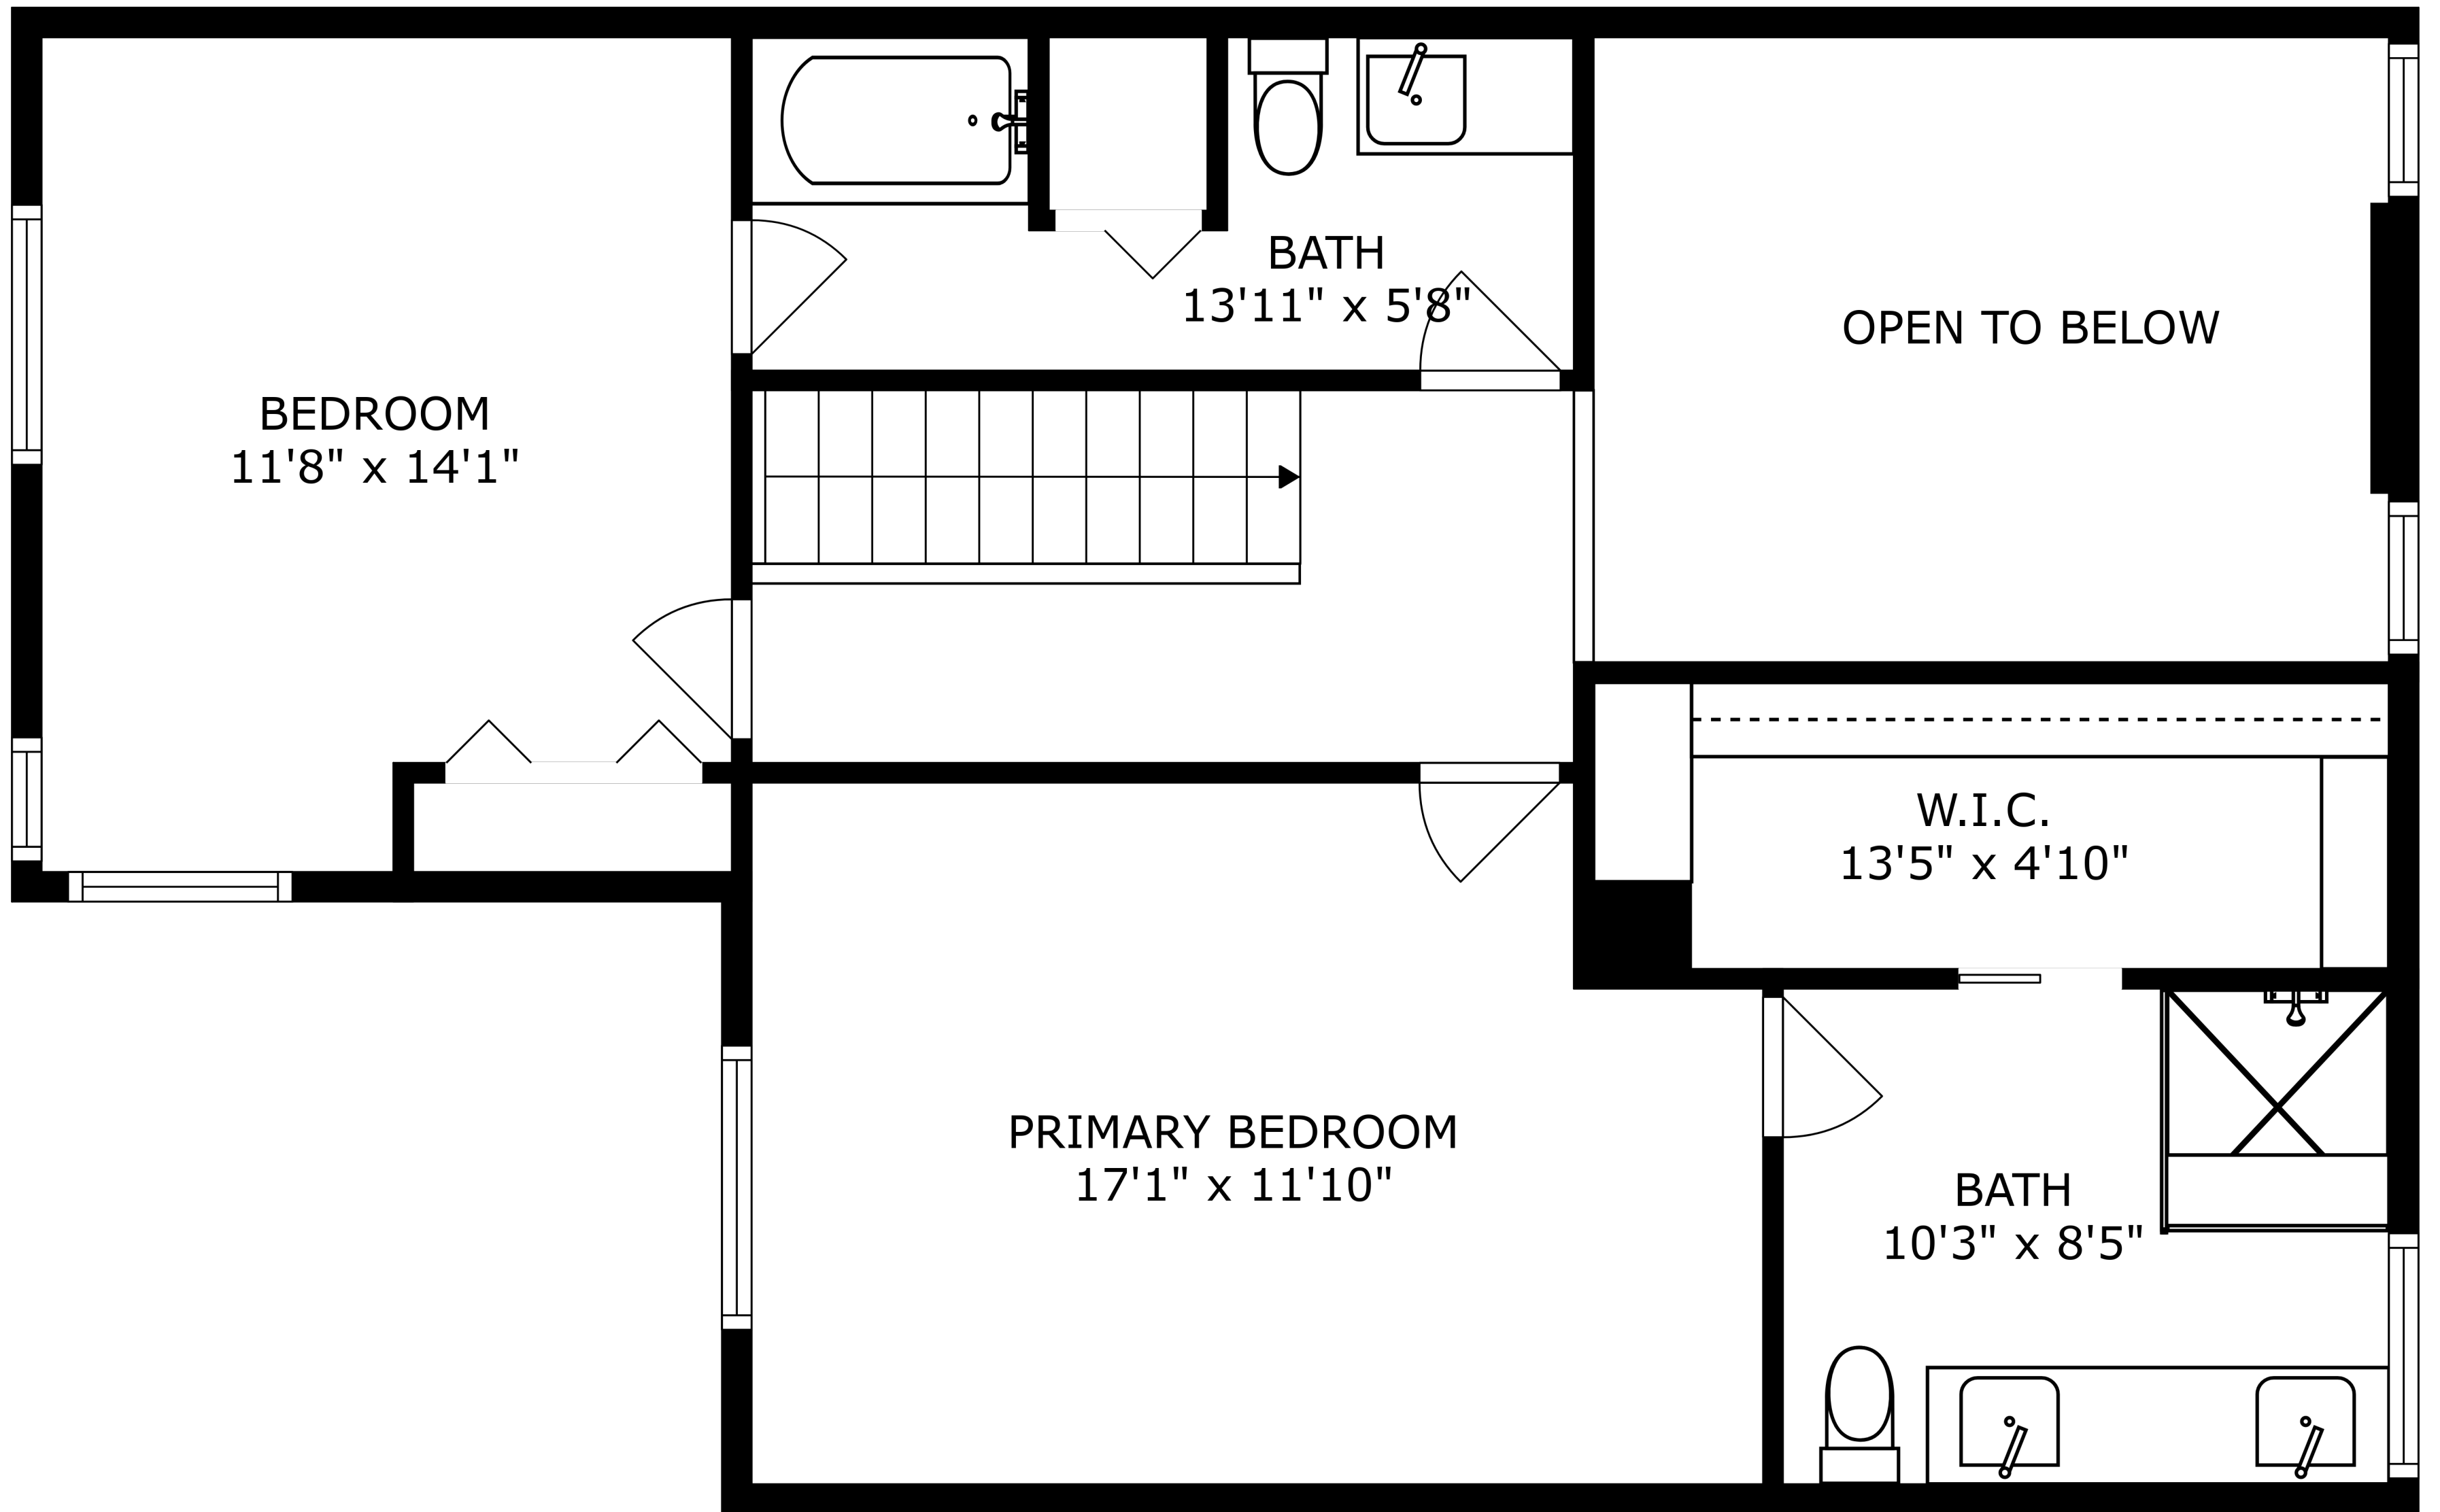 BATH
13'11" x 5'8"
OPEN TO BELOW
BEDROOM
11'8" x 14'1"
W.I.C.
13'5" x 4'10"
PRIMARY BEDROOM
17'1" x 11'10"
BATH
10'3" x 8'5"